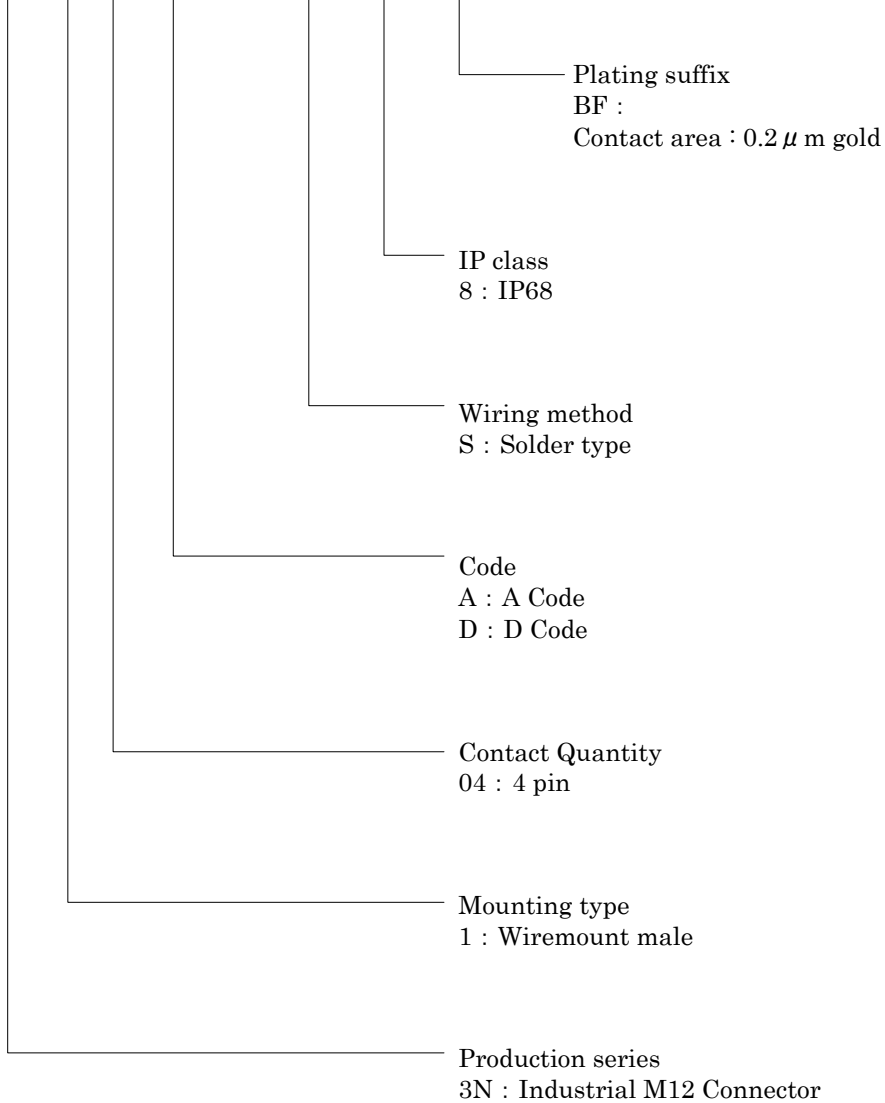 Plating suffix
BF :
Contact area : 0.2 μ m gold
IP class
8 : IP68
Wiring method
S : Solder type
Code
A : A Code
D : D Code
Contact Quantity
04 : 4 pin
Mounting type
1 : Wiremount male
Production series
3N : Industrial M12 Connector